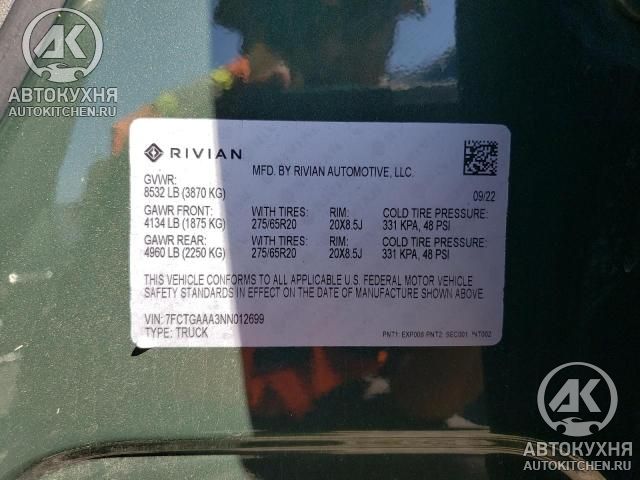 АВТОКУХНЯ
AUTOKITCHEN.RU
RIVIAN
MFD. BY RIVIAN AUTOMOTIVE, LLC.
GVWR:
8532 LB (3870 KG)
09/22
GAWR FRONT: WITH TIRES: RIM: COLD TIRE PRESSURE:
4134 LB (1875 KG) 275/65R20 20X8.5J 331 KPA, 48 PSI
GAWR REAR: WITH TIRES: RIM: COLD TIRE PRESSURE:
4960 LB (2250 KG) 275/65R20 20X8.5J 331 KPA, 48 PSI
THIS VEHICLE CONFORMS TO ALL APPLICABLE U.S. FEDERAL MOTOR VEHICLE
SAFETY STANDARDS IN EFFECT ON THE DATE OF MANUFACTURE SHOWN ABOVE.
VIN: 7FCTGAAA3NN012699
TYPE: TRUCK
PNT1: EXP008 PNT2: SEC001
АВТОКУХНЯ
AUTOKITCHEN.RU